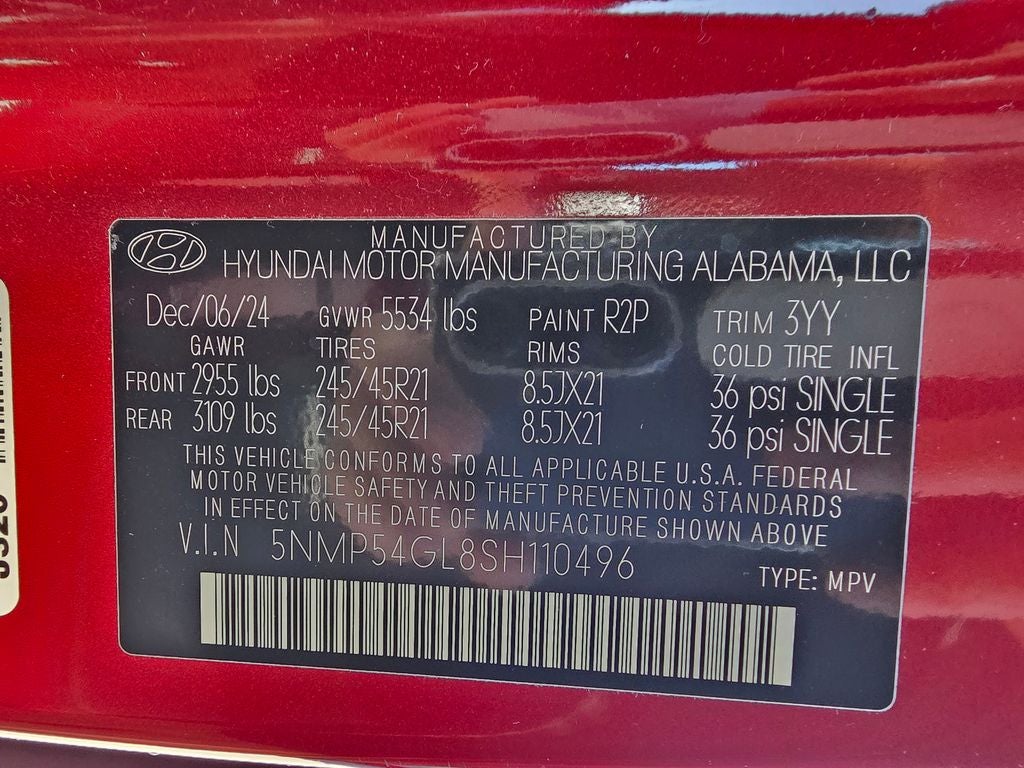 MANUFACTURED BY
HYUNDAI MOTOR MANUFACTURING ALABAMA, LLC
Dec/06/24 GVWR 5534 lbs PAINT R2P TRIM 3YY
GAWR TIRES RIMS COLD TIRE INFL
FRONT 2955 lbs 245/45R21 8.5JX21 36 psi SINGLE
REAR 3109 lbs 245/45R21 8.5JX21 36 psi SINGLE
THIS VEHICLE CONFORMS TO ALL APPLICABLE U.S.A. FEDERAL
MOTOR VEHICLE SAFETY AND THEFT PREVENTION STANDARDS
IN EFFECT ON THE DATE OF MANUFACTURE SHOWN ABOVE
V.I.N 5NMP54GL8SH110496
TYPE: MPV